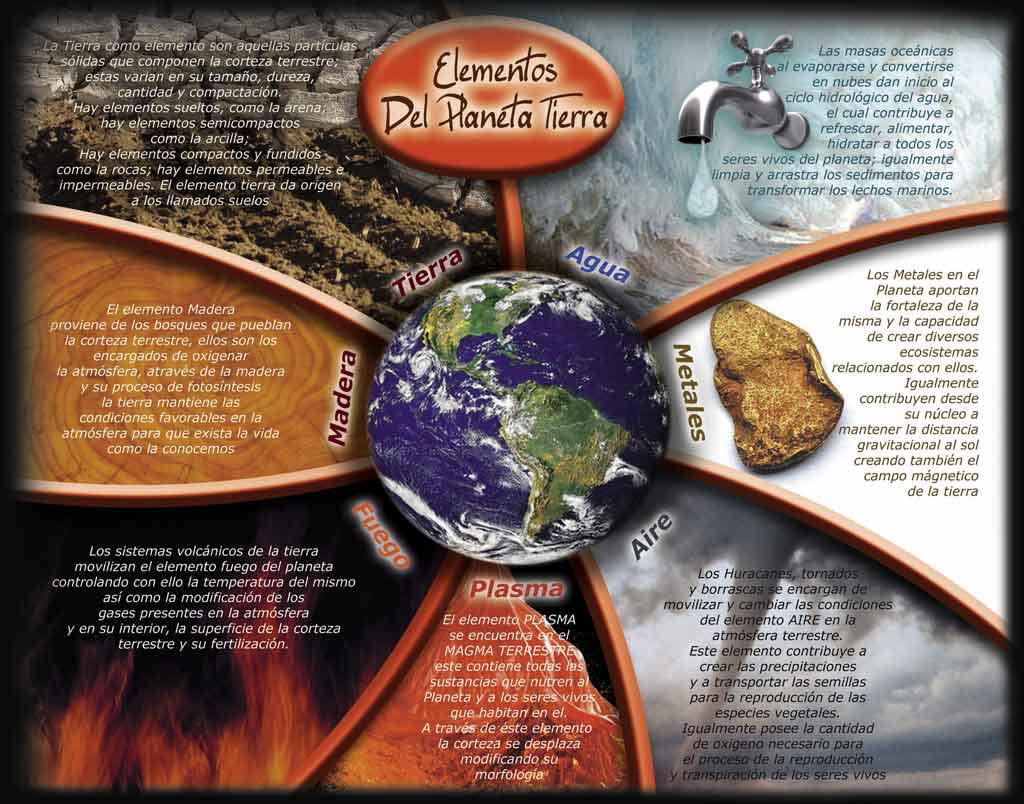 Elementos
Del Planeta Tierra
La Tierra como elemento son aquellas partículas
sólidas que componen la corteza terrestre;
estas varian en su tamaño, dureza,
cantidad y compactación.
Hay elementos sueltos, como la arena;
hay elementos semicompactos
como la arcilla;
Hay elementos compactos y fundidos
como la rocas; hay elementos permeables e
impermeables. El elemento tierra da origen
a los llamados suelos
Las masas oceánicas
al evaporarse y convertirse
en nubes dan inicio al
ciclo hidrológico del agua,
el cual contribuye a
refrescar, alimentar,
hidratar a todos los
seres vivos del planeta; igualmente
limpia y arrastra los sedimentos para
transformar los lechos marinos.
Tierra
Agua
El elemento Madera
proviene de los bosques que pueblan
la corteza terrestre, ellos son los
encargados de oxigenar
la atmósfera, através de la madera
y su proceso de fotosíntesis
la tierra mantiene las
condiciones favorables en la
atmósfera para que exista la vida
como la conocemos
Madera
Metales
Los Metales en el
Planeta aportan
la fortaleza de la
misma y la capacidad
de crear diversos
ecosistemas
relacionados con ellos.
Igualmente
contribuyen desde
su núcleo a
mantener la distancia
gravitacional al sol
creando también el
campo mágnetico
de la tierra
Fuego
Aire
Plasma
Los sistemas volcánicos de la tierra
movilizan el elemento fuego del planeta
controlando con ello la temperatura del mismo
así como la modificación de los
gases presentes en la atmósfera
y en su interior, la superficie de la corteza
terrestre y su fertilización.
El elemento PLASMA
se encuentra en el
MAGMA TERRESTRE
este contiene todas las
sustancias que nutren al
Planeta y a los seres vivos
que habitan en el.
A través de éste elemento
la corteza se desplaza
modificando su
morfología
Los Huracanes, tornados
y borrascas se encargan de
movilizar y cambiar las condiciones
del elemento AIRE en la
atmósfera terrestre.
Este elemento contribuye a
crear las precipitaciones
y a transportar las semillas
para la reproducción de las
especies vegetales.
Igualmente posee la cantidad
de oxigeno necesario para
el proceso de la reproducción
y transpiración de los seres vivos